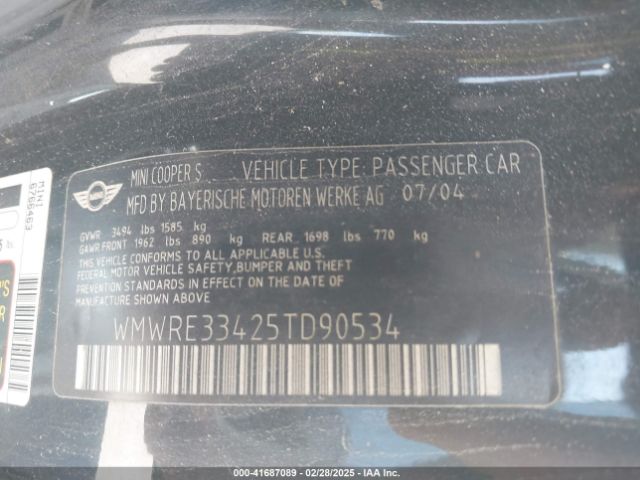 MINI COOPER S VEHICLE TYPE: PASSENGER CAR
MFD BY BAYERISCHE MOTOREN WERKE AG 07/04
GVWR 3494 lbs 1585 kg
GAWR FRONT 1962 lbs 890 kg REAR 1698 lbs 770 kg
THIS VEHICLE CONFORMS TO ALL APPLICABLE U.S.
FEDERAL MOTOR VEHICLE SAFETY, BUMPER AND THEFT
PREVENTION STANDARDS IN EFFECT ON THE DATE OF
MANUFACTURE SHOWN ABOVE.
WMWRE33425TD90534
MINI
6766463
000-41687089 | 02/28/2025 | IAA Inc.